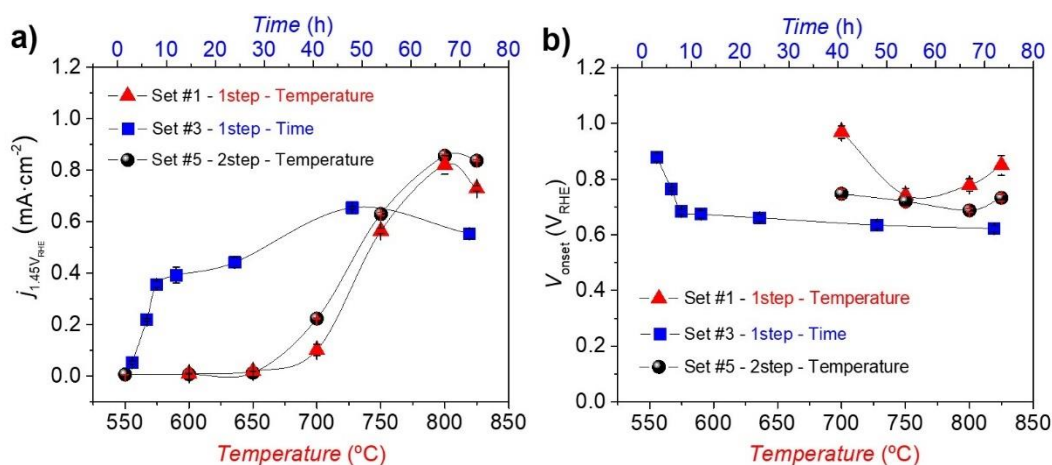 a)
Time (h)
0 10 20 30 40 50 60 70 80
1.2
1.0
0.8
0.6
0.4
0.2
0.0
j1.45VRHE (mA·cm-2)
Set #1 - 1step - Temperature
Set #3 - 1step - Time
Set #5 - 2step - Temperature
550 600 650 700 750 800 850
Temperature (ºC)
b)
Time (h)
0 10 20 30 40 50 60 70 80
1.2
1.0
0.8
0.6
0.4
0.2
0.0
Vonset (VRHE)
Set #1 - 1step - Temperature
Set #3 - 1step - Time
Set #5 - 2step - Temperature
550 600 650 700 750 800 850
Temperature (ºC)